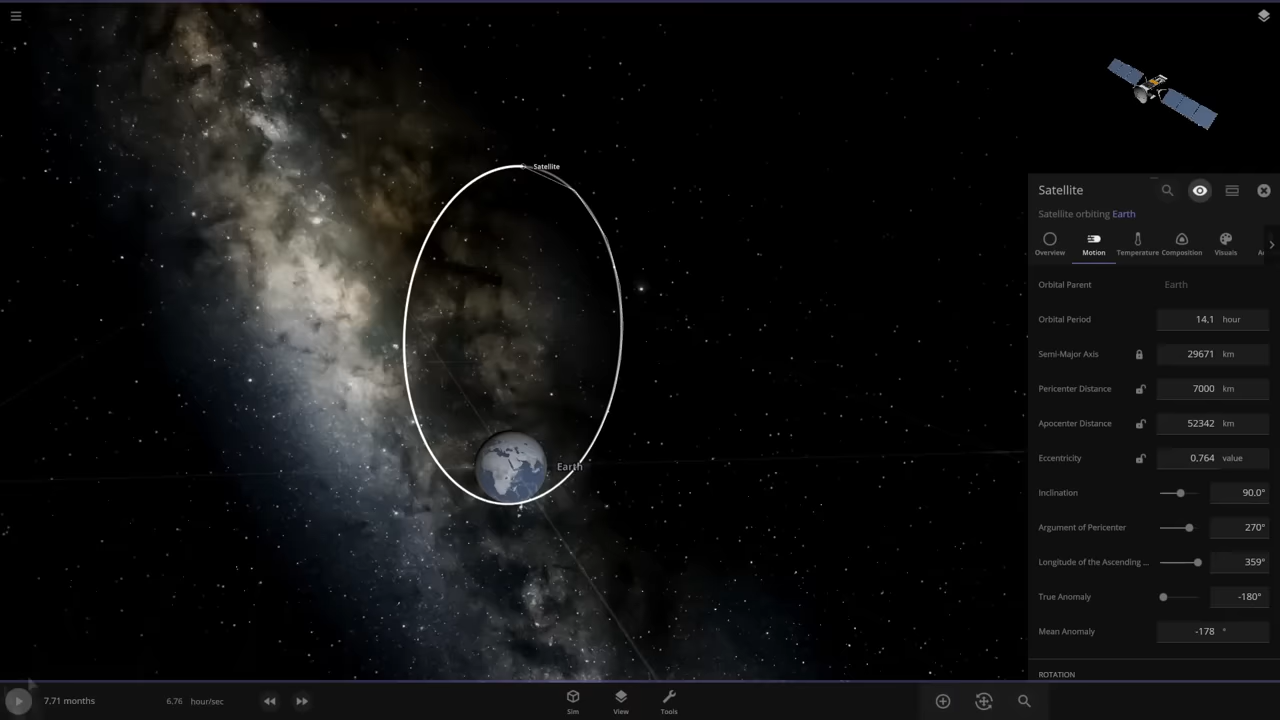 Satellite
Earth
Satellite
Satellite orbiting Earth
Overview Motion Temperature Composition Visuals
Orbital Parent Earth
Orbital Period 14.1 hour
Semi-Major Axis 29671 km
Pericenter Distance 7000 km
Apocenter Distance 52342 km
Eccentricity 0.764 value
Inclination 90.0°
Argument of Pericenter 270°
Longitude of the Ascending ... 359°
True Anomaly -180°
Mean Anomaly -178 °
ROTATION
7.71 months 6.76 hour/sec
Sim View Tools